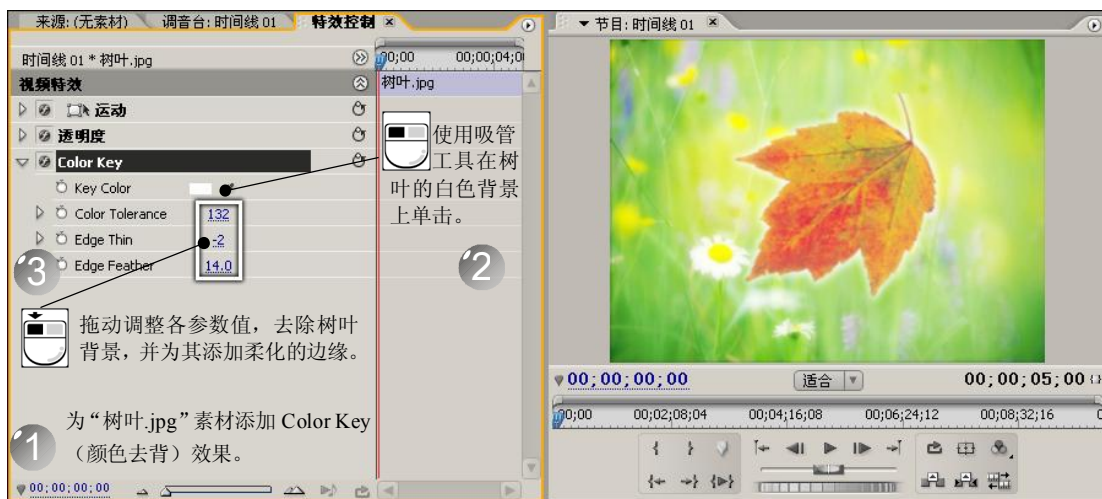 来源: (无素材)
调音台: 时间线 01
特效控制
节目: 时间线 01
时间线 01 * 树叶.jpg
00;00
00;00;04;0
视频特效
树叶.jpg
运动
透明度
Color Key
Key Color
Color Tolerance
132
Edge Thin
-2
Edge Feather
14.0
使用吸管
工具在树
叶的白色背景
上单击。
2
3
拖动调整各参数值，去除树叶
背景，并为其添加柔化的边缘。
1
为“树叶.jpg”素材添加 Color Key
（颜色去背）效果。
00;00;00;00
00;00;00;00
适合
00;00;05;00
00;00
00;02;08;04
00;04;16;08
00;06;24;12
00;08;32;16